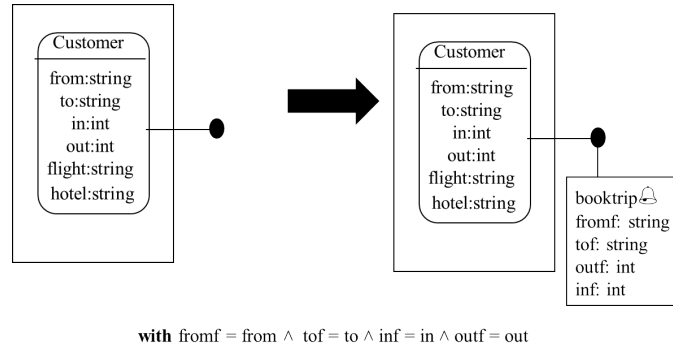 Customer
from:string
to:string
in:int
out:int
flight:string
hotel:string
Customer
from:string
to:string
in:int
out:int
flight:string
hotel:string
booktrip
fromf: string
tof: string
outf: int
inf: int
with fromf = from ^ tof = to ^ inf = in ^ outf = out